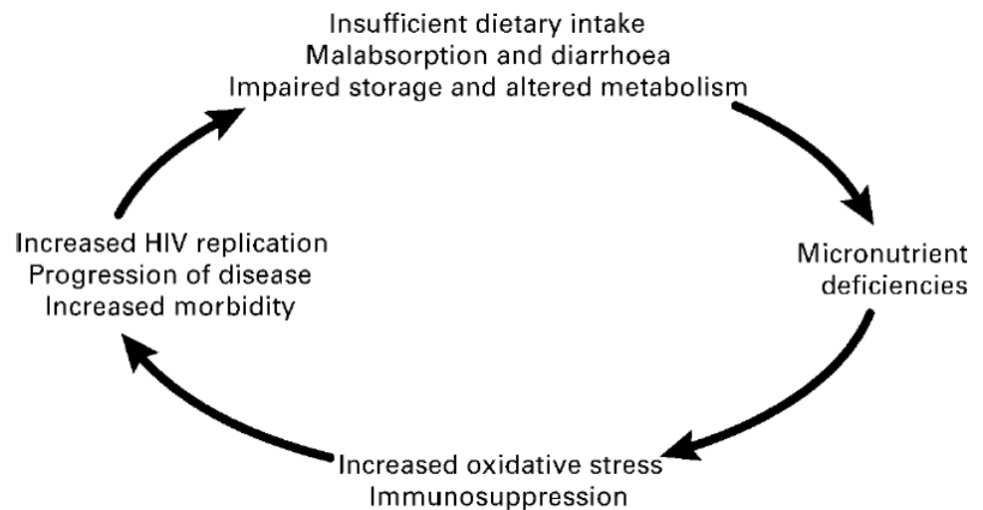 Insufficient dietary intake
Malabsorption and diarrhoea
Impaired storage and altered metabolism
Micronutrient
deficiencies
Increased oxidative stress
Immunosuppression
Increased HIV replication
Progression of disease
Increased morbidity